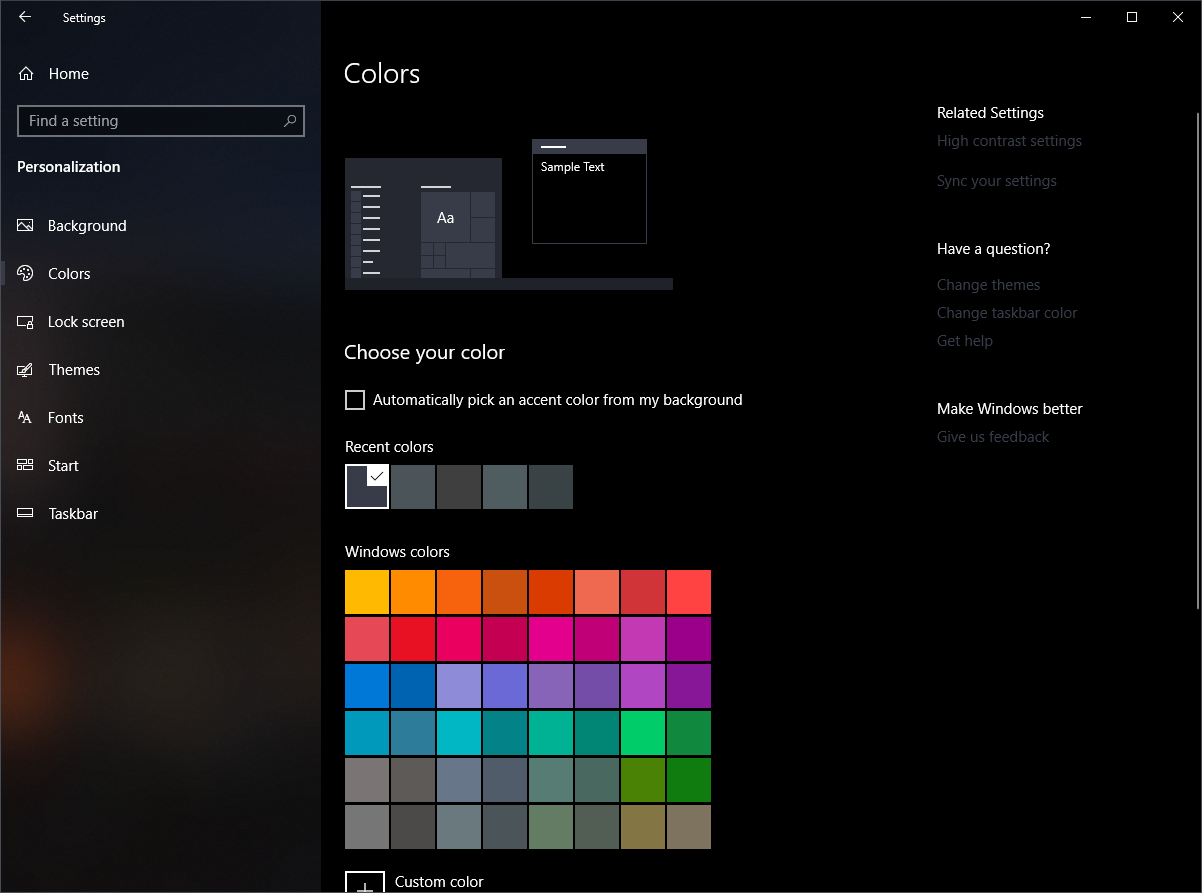 Settings
Home
Find a setting
Personalization
Background
Colors
Lock screen
Themes
Fonts
Start
Taskbar
Colors
Sample Text
Aa
Choose your color
Automatically pick an accent color from my background
Recent colors
Windows colors
Custom color
Related Settings
High contrast settings
Sync your settings
Have a question?
Change themes
Change taskbar color
Get help
Make Windows better
Give us feedback